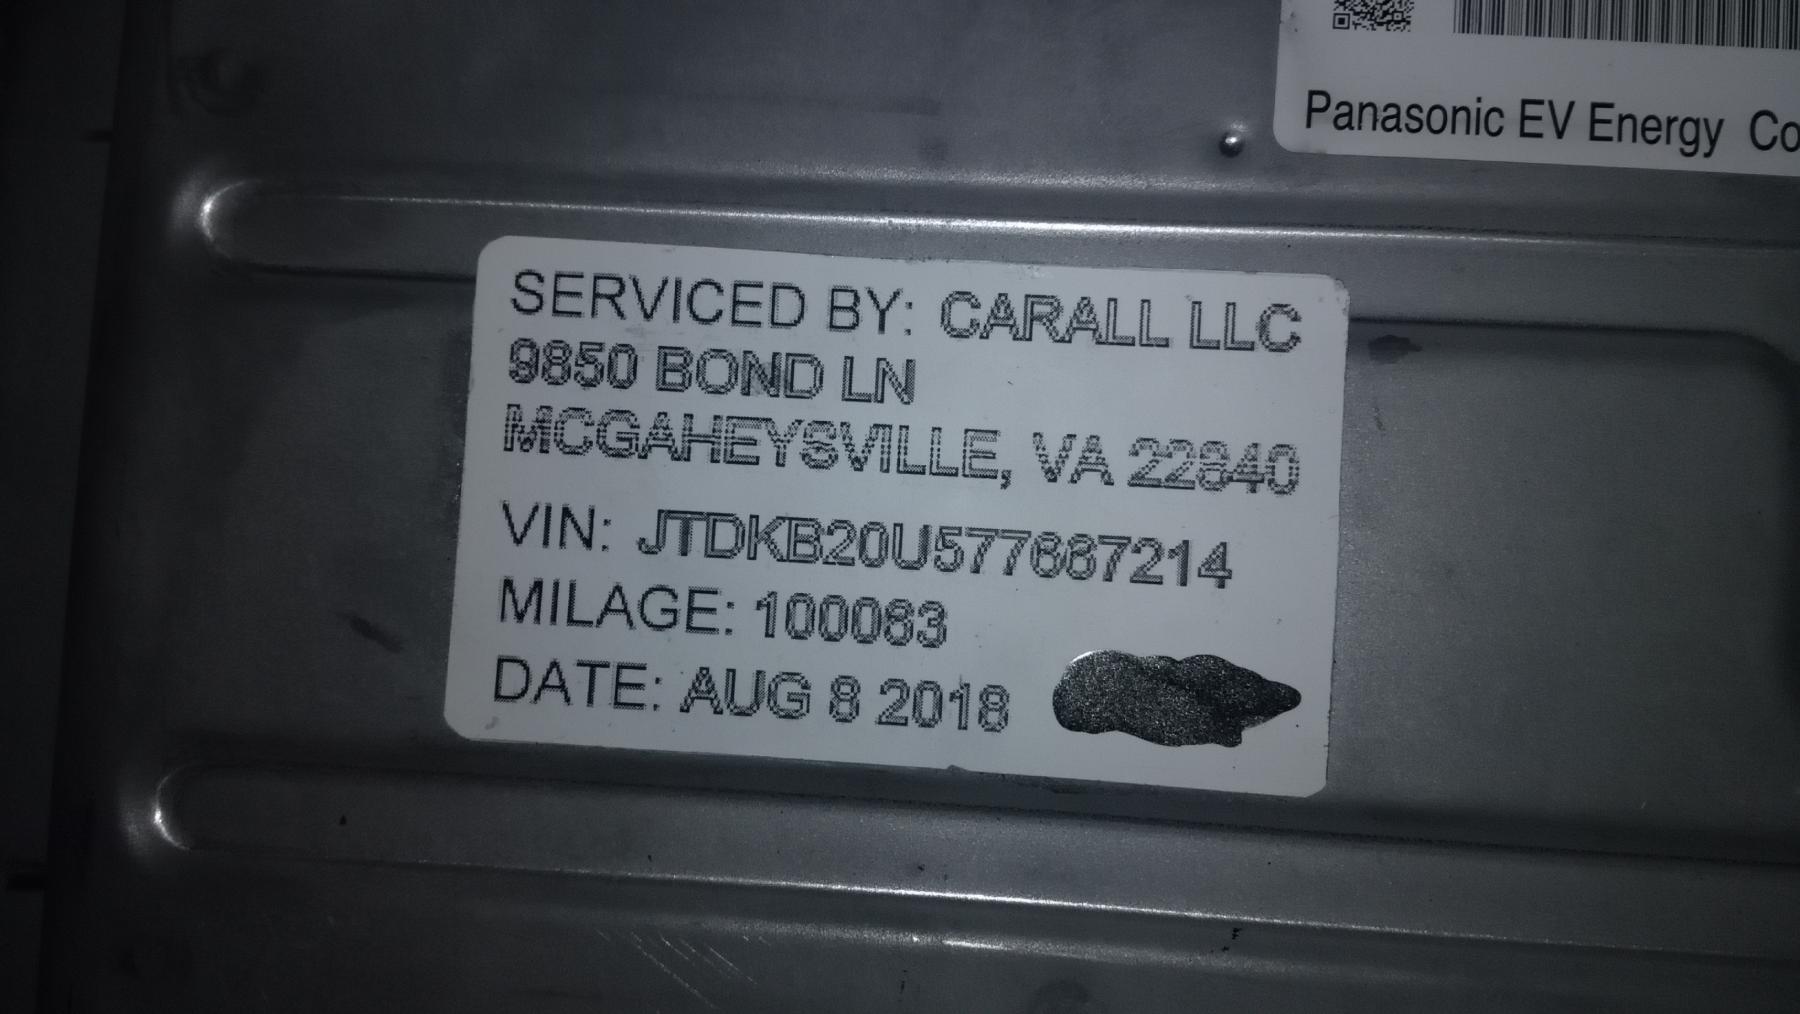 Panasonic EV Energy Co
SERVICED BY: CARALL LLC
9850 BOND LN
MCGAHEYSVILLE, VA 22840
VIN: JTDKB20U577687214
MILAGE: 100083
DATE: AUG 8 2018